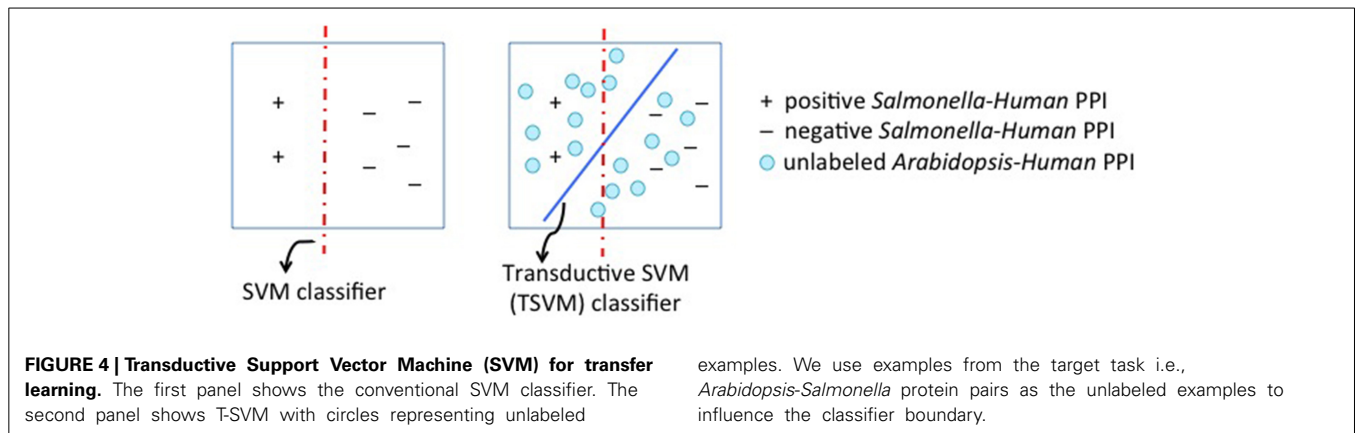 + positive Salmonella-Human PPI
– negative Salmonella-Human PPI
unlabeled Arabidopsis-Human PPI
SVM classifier
Transductive SVM
(TSVM) classifier
FIGURE 4 | Transductive Support Vector Machine (SVM) for transfer
learning. The first panel shows the conventional SVM classifier. The
second panel shows T-SVM with circles representing unlabeled
examples. We use examples from the target task i.e.,
Arabidopsis-Salmonella protein pairs as the unlabeled examples to
influence the classifier boundary.